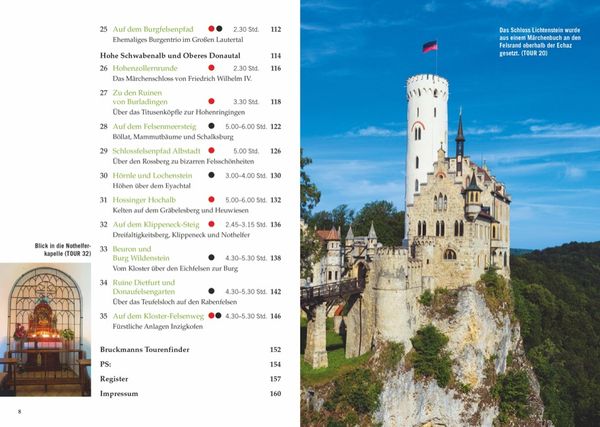 25 Auf dem Burgfelsenpfad 2.30 Std. 112
Ehemaliges Burgentrio im Großen Lautertal
Hohe Schwabenalb und Oberes Donautal 114
26 Hohenzollernrunde 2.30 Std. 116
Das Märchenschloss von Friedrich Wilhelm IV.
27 Zu den Ruinen
von Burladingen 3.30 Std. 118
Über das Titusenköpfle zur Hohenringingen
28 Auf dem Felsenmeersteig 5.00–6.00 Std. 122
Böllat, Mammutbäume und Schalksburg
29 Schlossfelsenpfad Albstadt 5.00 Std. 126
Über den Rossberg zu bizarren Felsschönheiten
30 Hörnle und Lochenstein 3.00–4.00 Std. 130
Höhen über dem Eyachtal
31 Hossinger Hochalb 5.00–6.00 Std. 132
Kelten auf dem Gräbelesberg und Heuwiesen
32 Auf dem Klippeneck-Steig 2.45–3.15 Std. 136
Dreifaltigkeitsberg, Klippeneck und Nothelfer
33 Beuron und
Burg Wildenstein 4.30–5.30 Std. 138
Vom Kloster über den Eichfelsen zur Burg
34 Ruine Dietfurt und
Donaufelsengarten 4.30–5.30 Std. 142
Über das Teufelsloch auf den Rabenfelsen
35 Auf dem Kloster-Felsenweg 4.30–5.30 Std. 146
Fürstliche Anlagen Inzigkofen
Bruckmanns Tourenfinder 152
PS: 154
Register 157
Impressum 160
Blick in die Nothelfer-
kapelle (TOUR 32)
8
Das Schloss Lichtenstein wurde
aus einem Märchenbuch an den
Felsrand oberhalb der Echaz
gesetzt. (TOUR 20)